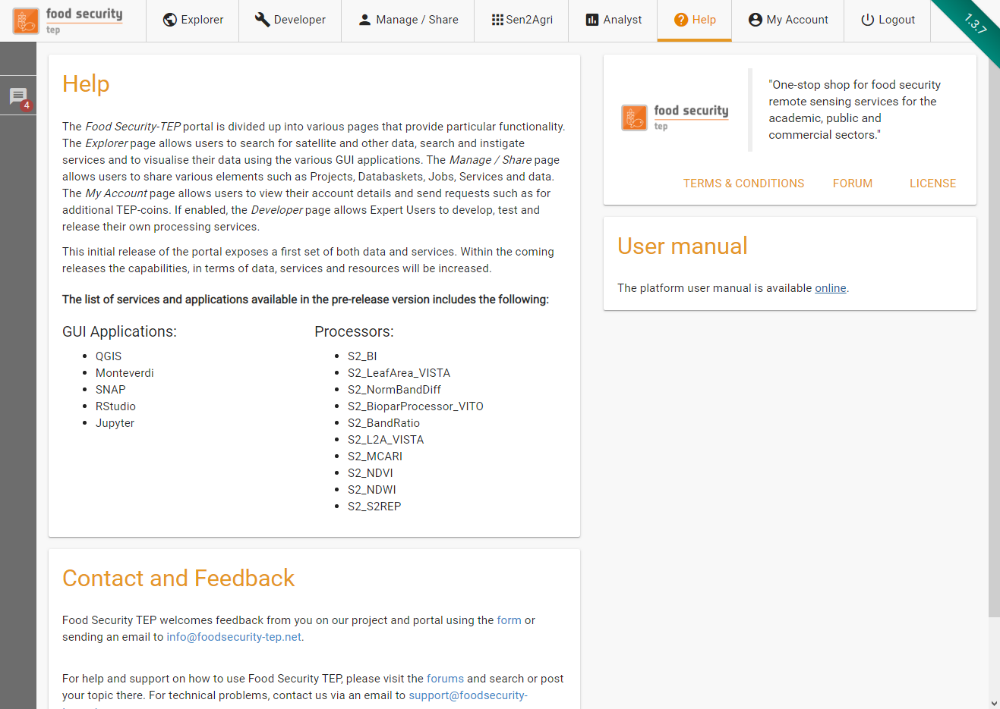 food security
tep
Explorer
Developer
Manage / Share
Sen2Agri
Analyst
Help
My Account
Logout
1.3.7
4
Help
The Food Security-TEP portal is divided up into various pages that provide particular functionality.
The Explorer page allows users to search for satellite and other data, search and instigate
services and to visualise their data using the various GUI applications. The Manage / Share page
allows users to share various elements such as Projects, Databaskets, Jobs, Services and data.
The My Account page allows users to view their account details and send requests such as for
additional TEP-coins. If enabled, the Developer page allows Expert Users to develop, test and
release their own processing services.
This initial release of the portal exposes a first set of both data and services. Within the coming
releases the capabilities, in terms of data, services and resources will be increased.
The list of services and applications available in the pre-release version includes the following:
GUI Applications:
QGIS
Monteverdi
SNAP
RStudio
Jupyter
Processors:
S2_BI
S2_LeafArea_VISTA
S2_NormBandDiff
S2_BioparProcessor_VITO
S2_BandRatio
S2_L2A_VISTA
S2_MCARI
S2_NDVI
S2_NDWI
S2_S2REP
Contact and Feedback
Food Security TEP welcomes feedback from you on our project and portal using the form or
sending an email to info@foodsecurity-tep.net.
For help and support on how to use Food Security TEP, please visit the forums and search or post
your topic there. For technical problems, contact us via an email to support@foodsecurity-
food security
tep
"One-stop shop for food security
remote sensing services for the
academic, public and
commercial sectors."
TERMS & CONDITIONS
FORUM
LICENSE
User manual
The platform user manual is available online.